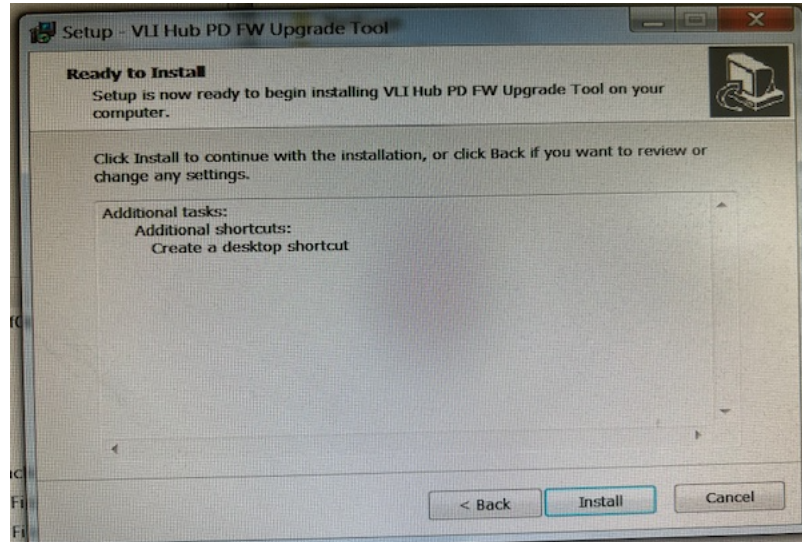 Setup - VLI Hub PD FW Upgrade Tool
Ready to Install
Setup is now ready to begin installing VLI Hub PD FW Upgrade Tool on your
computer.
Click Install to continue with the installation, or click Back if you want to review or
change any settings.
Additional tasks:
Additional shortcuts:
Create a desktop shortcut
< Back
Install
Cancel